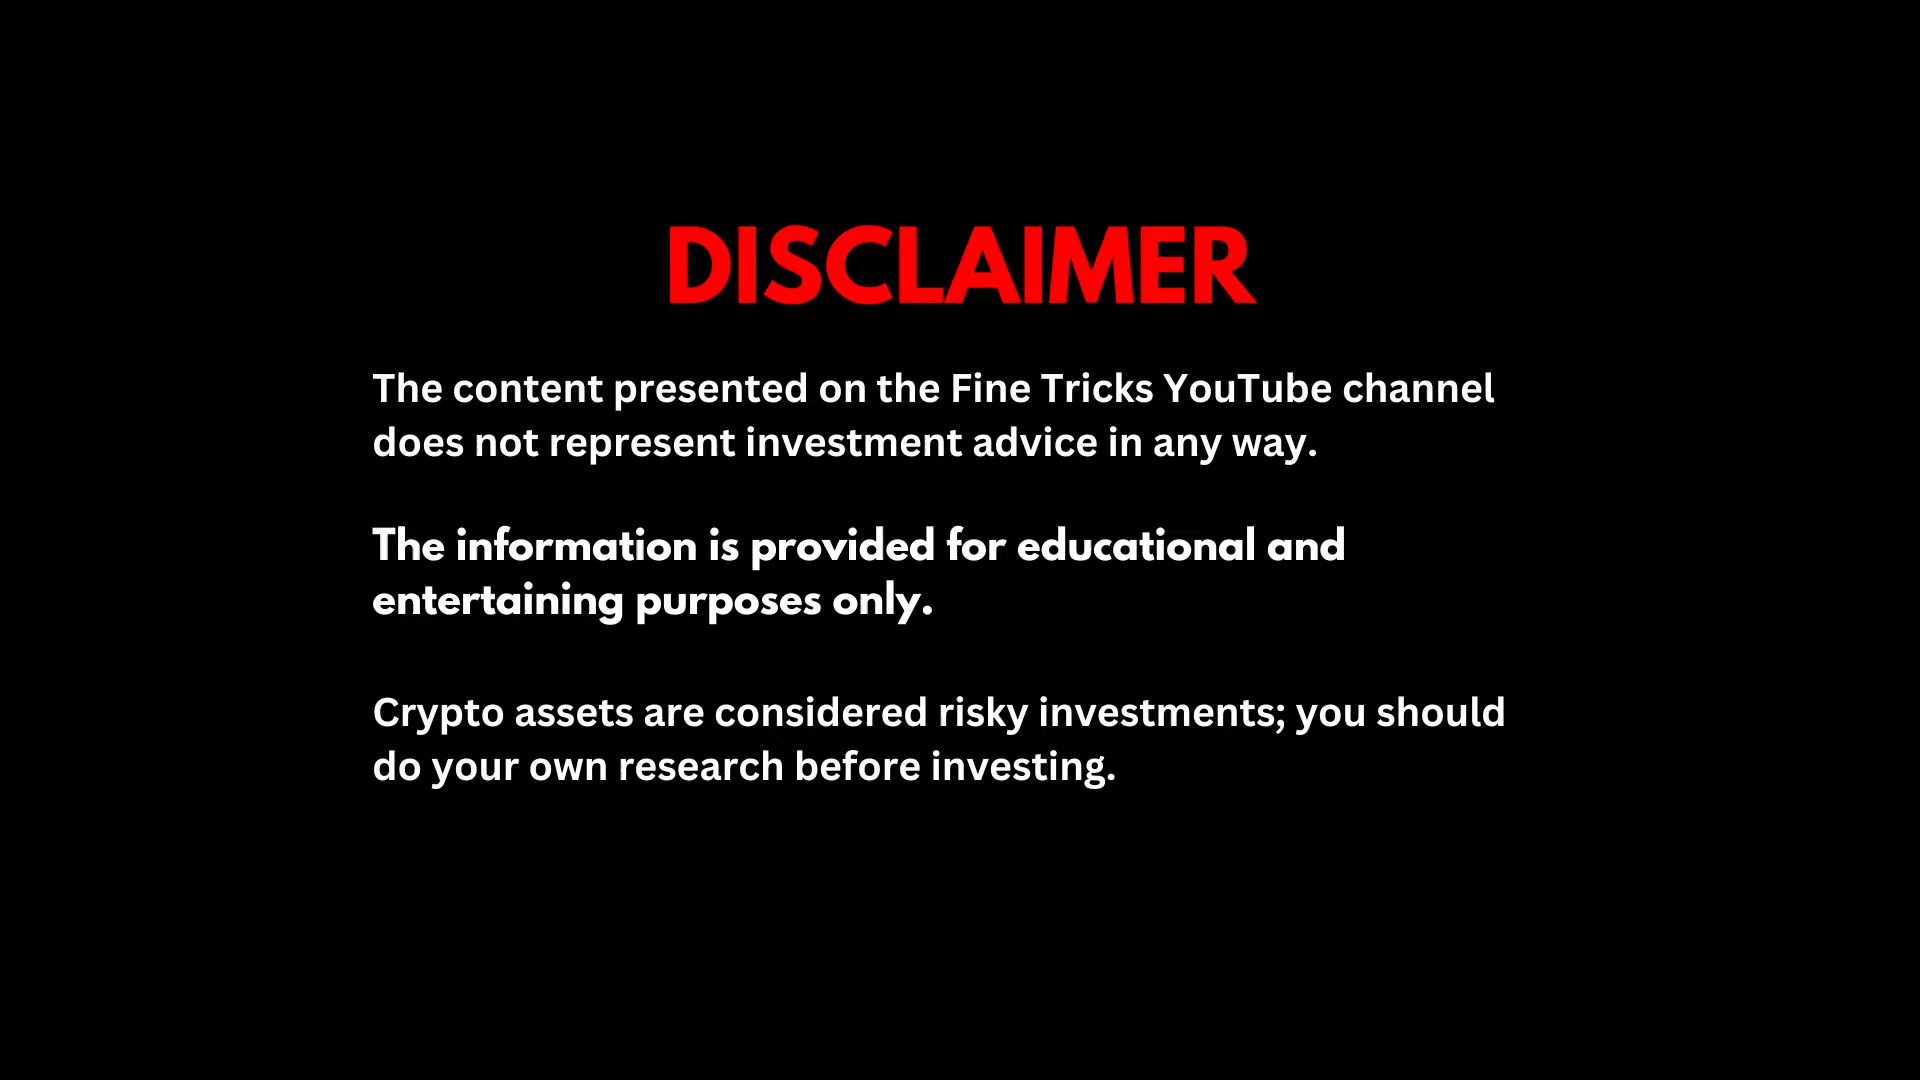 DISCLAIMER
The content presented on the Fine Tricks YouTube channel
does not represent investment advice in any way.
The information is provided for educational and
entertaining purposes only.
Crypto assets are considered risky investments; you should
do your own research before investing.